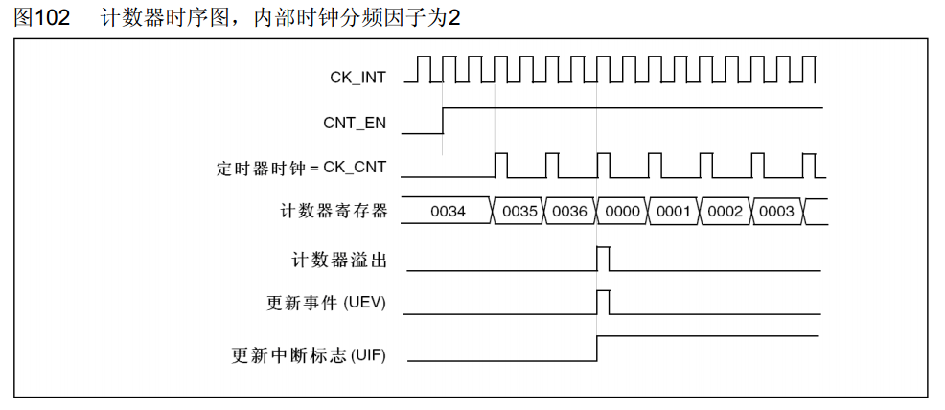 图102 计数器时序图，内部时钟分频因子为2
CK_INT
CNT_EN
定时器时钟 = CK_CNT
计数器寄存器 0034 0035 0036 0000 0001 0002 0003
计数器溢出
更新事件 (UEV)
更新中断标志 (UIF)